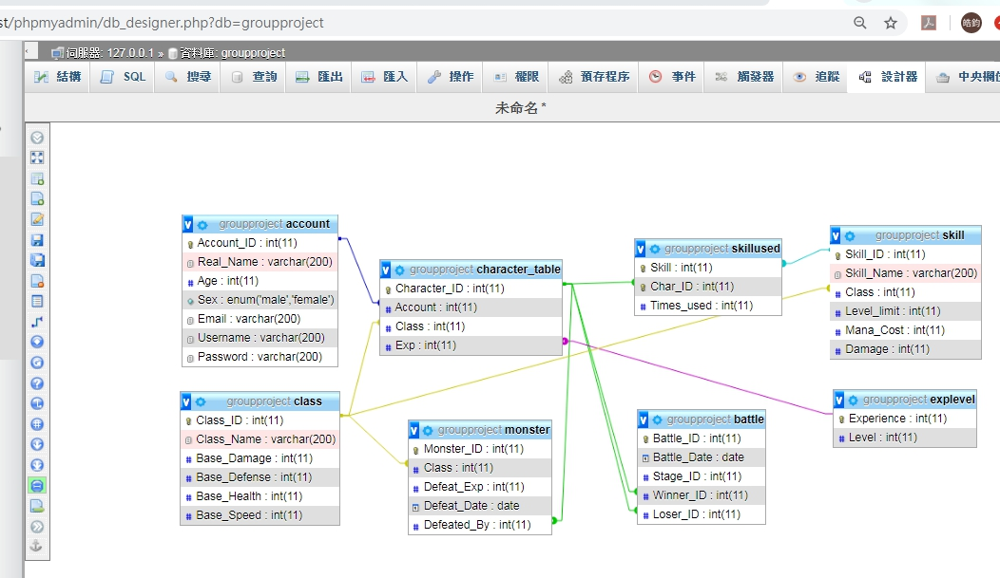 st/phpmyadmin/db_designer.php?db=groupproject
皓鈞
伺服器: 127.0.0.1 » 資料庫: groupproject
結構 SQL 搜尋 查詢 匯出 匯入 操作 權限 預存程序 事件 觸發器 追蹤 設計器 中央欄位
未命名 *
groupproject account
Account_ID : int(11)
Real_Name : varchar(200)
Age : int(11)
Sex : enum('male','female')
Email : varchar(200)
Username : varchar(200)
Password : varchar(200)
groupproject character_table
Character_ID : int(11)
Account : int(11)
Class : int(11)
Exp : int(11)
groupproject skillused
Skill : int(11)
Char_ID : int(11)
Times_used : int(11)
groupproject skill
Skill_ID : int(11)
Skill_Name : varchar(200)
Class : int(11)
Level_limit : int(11)
Mana_Cost : int(11)
Damage : int(11)
groupproject class
Class_ID : int(11)
Class_Name : varchar(200)
Base_Damage : int(11)
Base_Defense : int(11)
Base_Health : int(11)
Base_Speed : int(11)
groupproject monster
Monster_ID : int(11)
Class : int(11)
Defeat_Exp : int(11)
Defeat_Date : date
Defeated_By : int(11)
groupproject battle
Battle_ID : int(11)
Battle_Date : date
Stage_ID : int(11)
Winner_ID : int(11)
Loser_ID : int(11)
groupproject explevel
Experience : int(11)
Level : int(11)